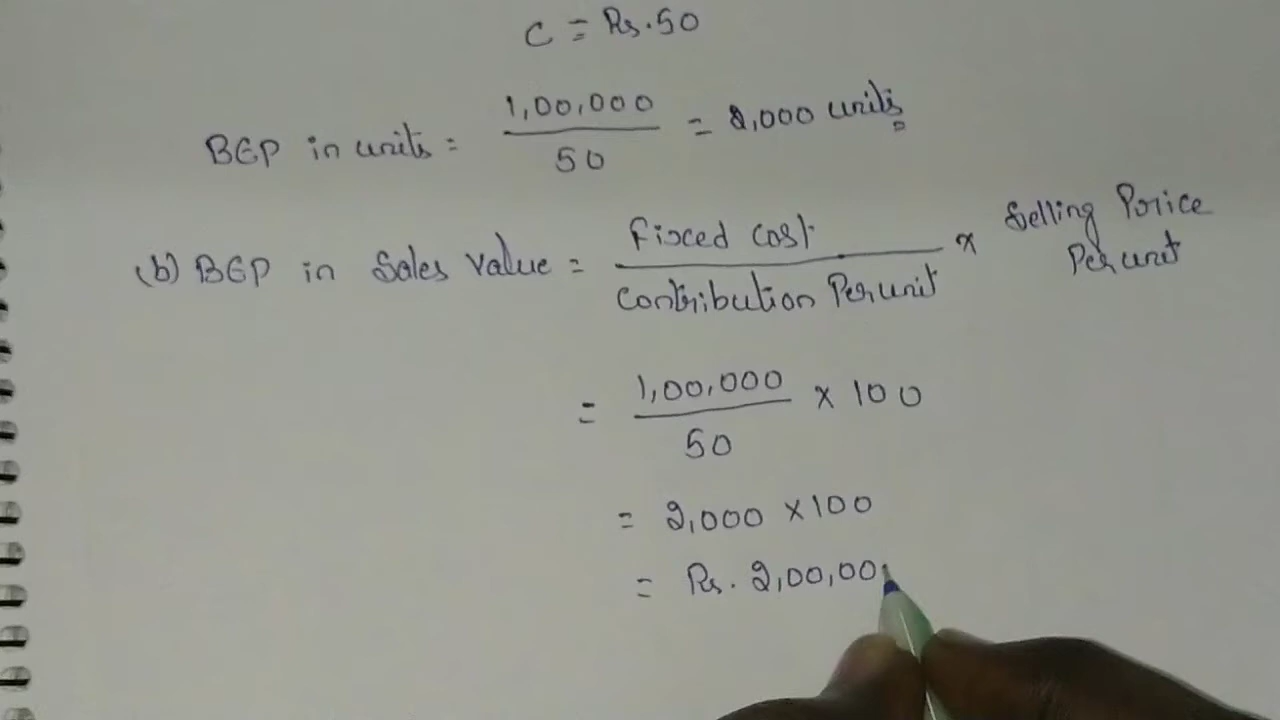 C = Rs.50
BEP in units = 1,00,000 / 50 = 2,000 units
(b) BEP in Sales Value = Fixed Cost / Contribution Per unit × Selling Price Per unit
= 1,00,000 / 50 × 100
= 2,000 × 100
= Rs. 2,00,00